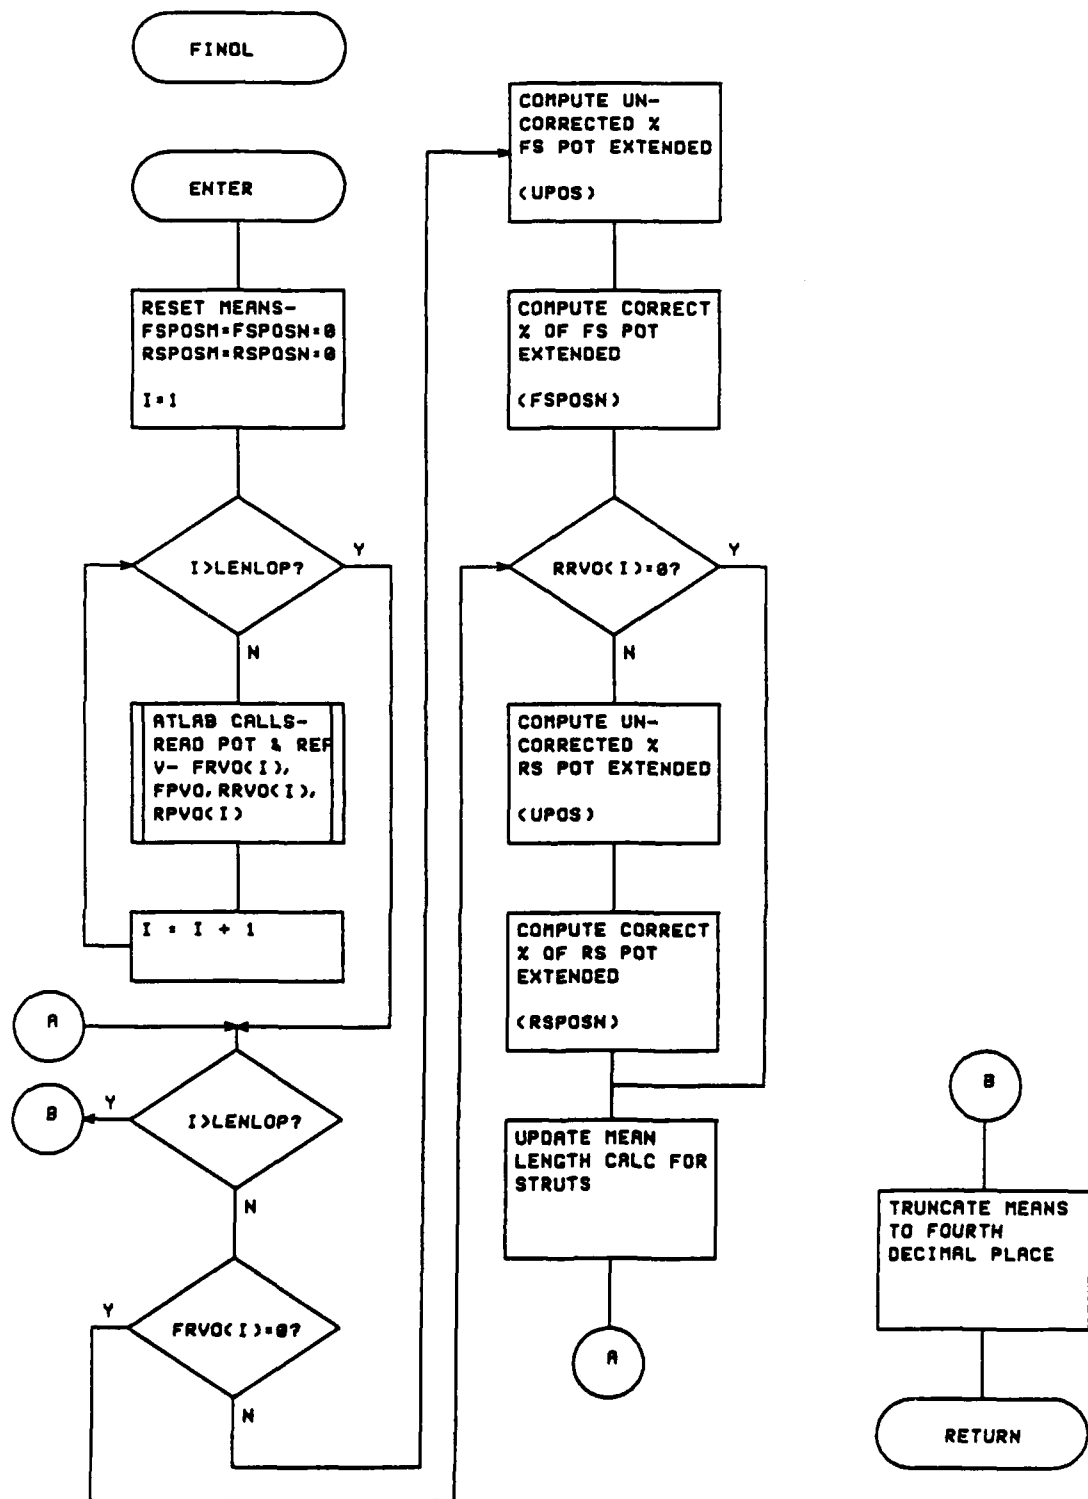 FINDL
ENTER
RESET MEANS-
FSPOSM=FSPOSN=0
RSPOSM=RSPOSN=0
I=1
I>LENLOP?
Y
N
ATLAB CALLS-
READ POT & REF
V- FRVO(I),
FPVO,RRVO(I),
RPVO(I)
I = I + 1
A
I>LENLOP?
Y
B
N
FRVO(I)=0?
Y
N
COMPUTE UN-
CORRECTED %
FS POT EXTENDED
(UPOS)
COMPUTE CORRECT
% OF FS POT
EXTENDED
(FSPOSN)
RRVO(I)=0?
Y
N
COMPUTE UN-
CORRECTED %
RS POT EXTENDED
(UPOS)
COMPUTE CORRECT
% OF RS POT
EXTENDED
(RSPOSN)
UPDATE MEAN
LENGTH CALC FOR
STRUTS
A
B
TRUNCATE MEANS
TO FOURTH
DECIMAL PLACE
RETURN